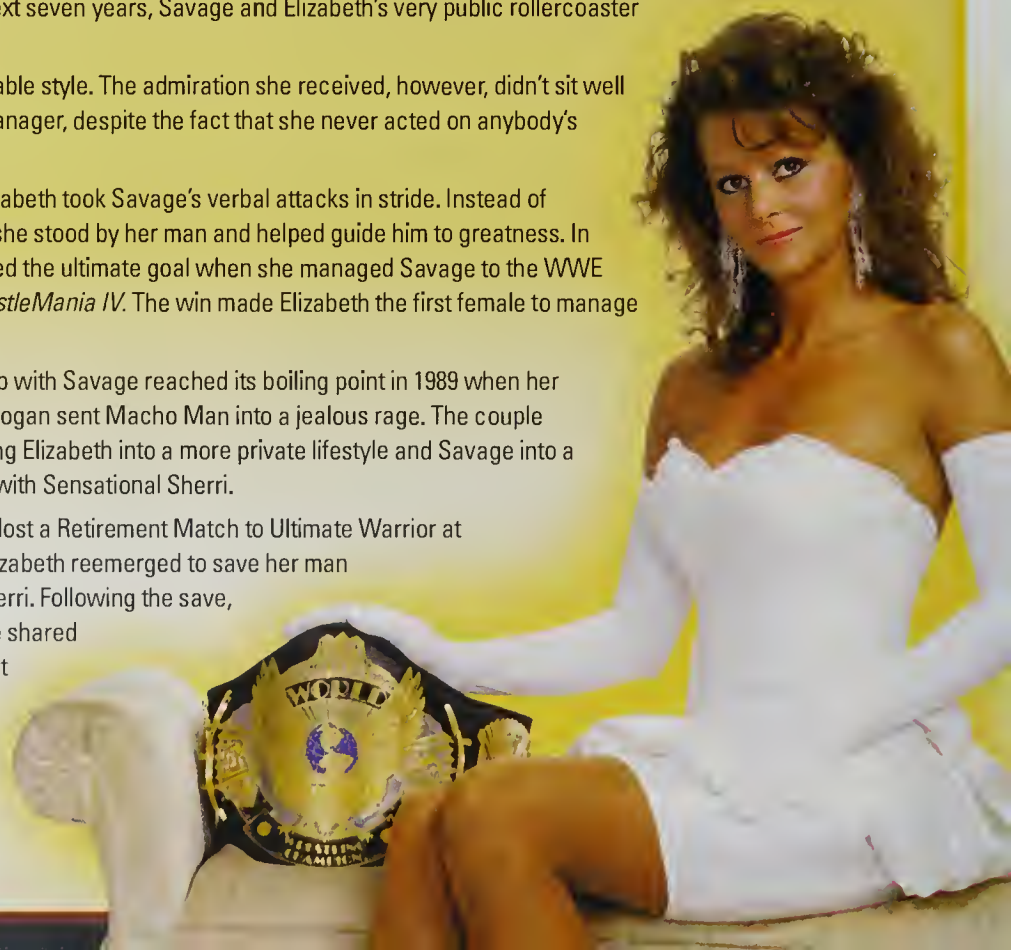 ext seven years, Savage and Elizabeth's very public rollercoaster
able style. The admiration she received, however, didn't sit well
anager, despite the fact that she never acted on anybody's
abeth took Savage's verbal attacks in stride. Instead of
she stood by her man and helped guide him to greatness. In
ed the ultimate goal when she managed Savage to the WWE
stleMania IV. The win made Elizabeth the first female to manage
p with Savage reached its boiling point in 1989 when her
ogan sent Macho Man into a jealous rage. The couple
ng Elizabeth into a more private lifestyle and Savage into a
with Sensational Sherri.
lost a Retirement Match to Ultimate Warrior at
izabeth reemerged to save her man
erri. Following the save,
e shared
t
WORLD